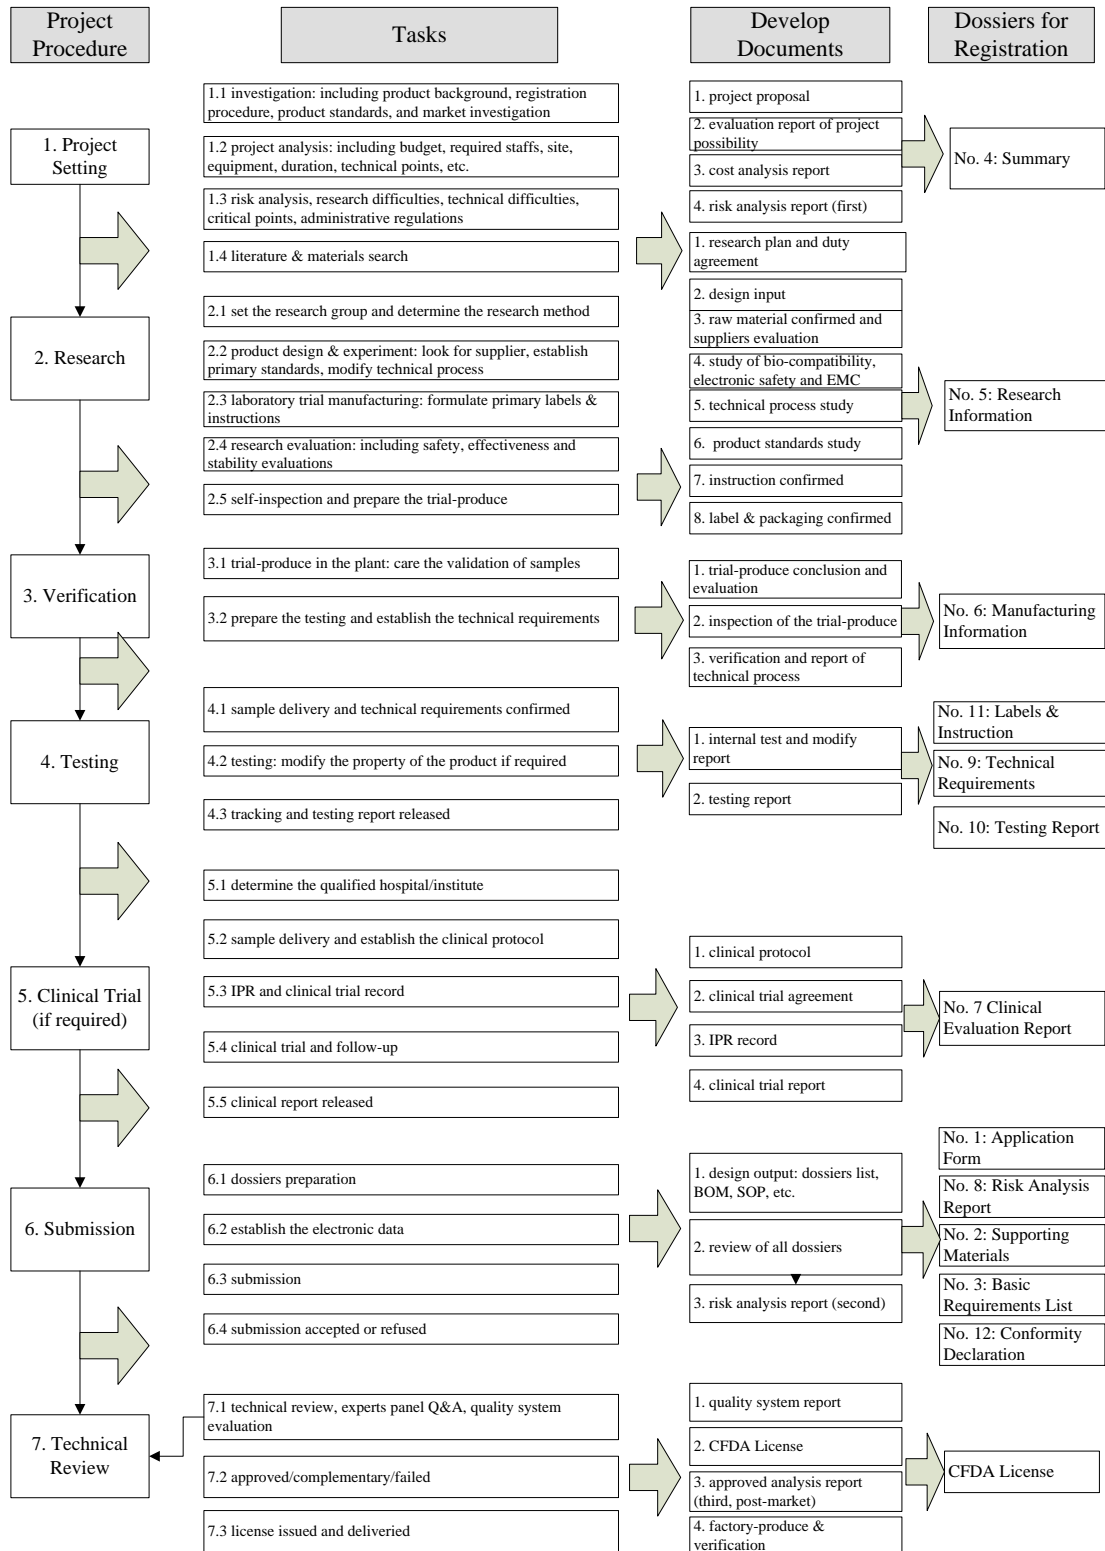 Project
Procedure
Tasks
Develop
Documents
Dossiers for
Registration
1. Project
Setting
1.1 investigation: including product background, registration
procedure, product standards, and market investigation
1.2 project analysis: including budget, required staffs, site,
equipment, duration, technical points, etc.
1.3 risk analysis, research difficulties, technical difficulties,
critical points, administrative regulations
1.4 literature & materials search
1. project proposal
2. evaluation report of project
possibility
3. cost analysis report
4. risk analysis report (first)
No. 4: Summary
2. Research
2.1 set the research group and determine the research method
2.2 product design & experiment: look for supplier, establish
primary standards, modify technical process
2.3 laboratory trial manufacturing: formulate primary labels &
instructions
2.4 research evaluation: including safety, effectiveness and
stability evaluations
2.5 self-inspection and prepare the trial-produce
1. research plan and duty
agreement
2. design input
3. raw material confirmed and
suppliers evaluation
4. study of bio-compatibility,
electronic safety and EMC
5. technical process study
6. product standards study
7. instruction confirmed
8. label & packaging confirmed
No. 5: Research
Information
3. Verification
3.1 trial-produce in the plant: care the validation of samples
3.2 prepare the testing and establish the technical requirements
1. trial-produce conclusion and
evaluation
2. inspection of the trial-produce
3. verification and report of
technical process
No. 6: Manufacturing
Information
4. Testing
4.1 sample delivery and technical requirements confirmed
4.2 testing: modify the property of the product if required
4.3 tracking and testing report released
1. internal test and modify
report
2. testing report
No. 11: Labels &
Instruction
No. 9: Technical
Requirements
No. 10: Testing Report
5. Clinical Trial
(if required)
5.1 determine the qualified hospital/institute
5.2 sample delivery and establish the clinical protocol
5.3 IPR and clinical trial record
5.4 clinical trial and follow-up
5.5 clinical report released
1. clinical protocol
2. clinical trial agreement
3. IPR record
4. clinical trial report
No. 7 Clinical
Evaluation Report
6. Submission
6.1 dossiers preparation
6.2 establish the electronic data
6.3 submission
6.4 submission accepted or refused
1. design output: dossiers list,
BOM, SOP, etc.
2. review of all dossiers
3. risk analysis report (second)
No. 1: Application
Form
No. 8: Risk Analysis
Report
No. 2: Supporting
Materials
No. 3: Basic
Requirements List
No. 12: Conformity
Declaration
7. Technical
Review
7.1 technical review, experts panel Q&A, quality system
evaluation
7.2 approved/complementary/failed
7.3 license issued and deliveried
1. quality system report
2. CFDA License
3. approved analysis report
(third, post-market)
4. factory-produce &
verification
CFDA License